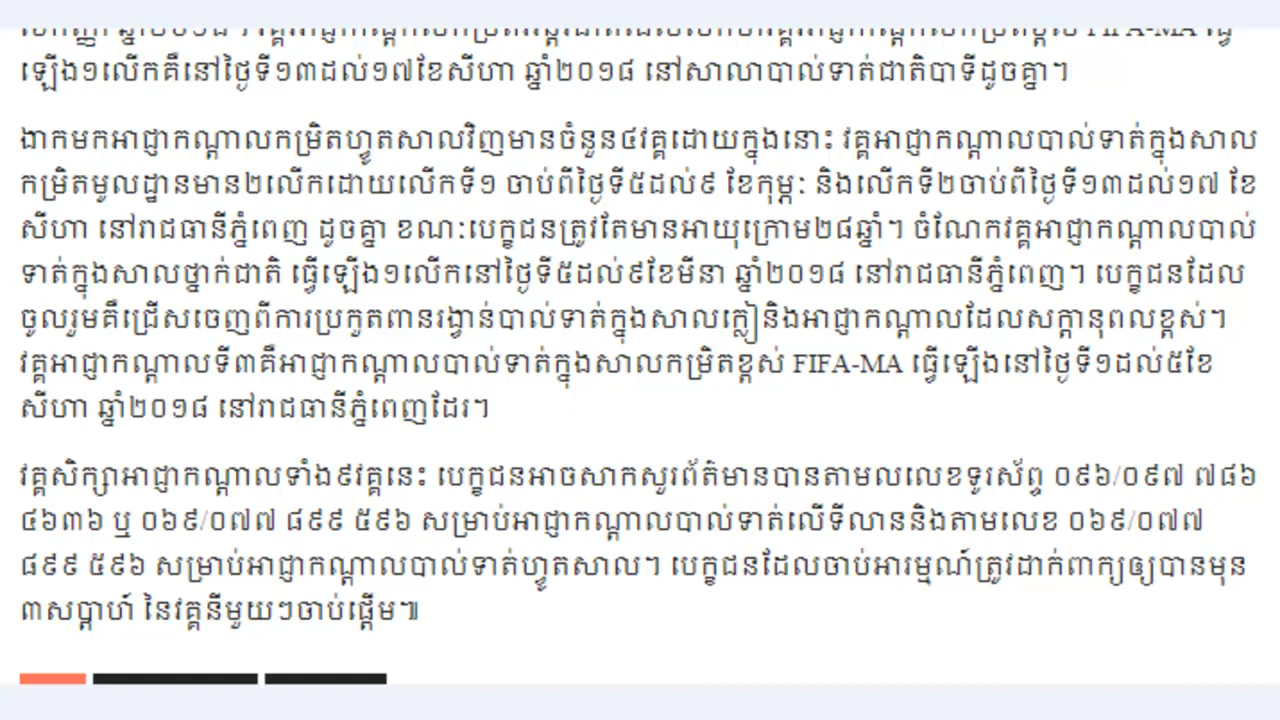 ឡើង១លើកគឺនៅថ្ងៃទី១៣ដល់១៧ខែសីហា ឆ្នាំ២០១៨ នៅសាលាបាល់ទាត់ជាតិបាទីដូចគ្នា។
ងាកមកអាជ្ញាកណ្ដាលកម្រិតហ្វូតសាលវិញមានចំនួន៤វគ្គដោយក្នុងនោះ វគ្គអាជ្ញាកណ្ដាលបាល់ទាត់ក្នុងសាល
កម្រិតមូលដ្ឋានមាន២លើកដោយលើកទី១ ចាប់ពីថ្ងៃទី៥ដល់៩ ខែកុម្ភៈ និងលើកទី២ចាប់ពីថ្ងៃទី១៣ដល់១៧ ខែ
សីហា នៅរាជធានីភ្នំពេញ ដូចគ្នា ខណៈបេក្ខជនត្រូវតែមានអាយុក្រោម២៨ឆ្នាំ។ ចំណែកវគ្គអាជ្ញាកណ្ដាលបាល់
ទាត់ក្នុងសាលថ្នាក់ជាតិ ធ្វើឡើង១លើកនៅថ្ងៃទី៥ដល់៩ខែមីនា ឆ្នាំ២០១៨ នៅរាជធានីភ្នំពេញ។ បេក្ខជនដែល
ចូលរួមគឺជ្រើសចេញពីការប្រកួតពានរង្វាន់បាល់ទាត់ក្នុងសាលក្លៀនិងអាជ្ញាកណ្ដាលដែលសក្ដានុពលខ្ពស់។
វគ្គអាជ្ញាកណ្ដាលទី៣គឺអាជ្ញាកណ្ដាលបាល់ទាត់ក្នុងសាលកម្រិតខ្ពស់ FIFA-MA ធ្វើឡើងនៅថ្ងៃទី១ដល់៥ខែ
សីហា ឆ្នាំ២០១៨ នៅរាជធានីភ្នំពេញដែរ។
វគ្គសិក្សាអាជ្ញាកណ្ដាលទាំង៩វគ្គនេះ បេក្ខជនអាចសាកសួរព័ត៌មានបានតាមលលេខទូរស័ព្ទ ០៩៦/០៩៧ ៧៨៦
៤៦៣៦ ឬ ០៦៩/០៧៧ ៨៩៩ ៥៩៦ សម្រាប់អាជ្ញាកណ្ដាលបាល់ទាត់លើទីលាននិងតាមលេខ ០៦៩/០៧៧
៨៩៩ ៥៩៦ សម្រាប់អាជ្ញាកណ្ដាលបាល់ទាត់ហ្វូតសាល។ បេក្ខជនដែលចាប់អារម្មណ៍ត្រូវដាក់ពាក្យឲ្យបានមុន
៣សប្ដាហ៍ នៃវគ្គនីមួយៗចាប់ផ្ដើម៕